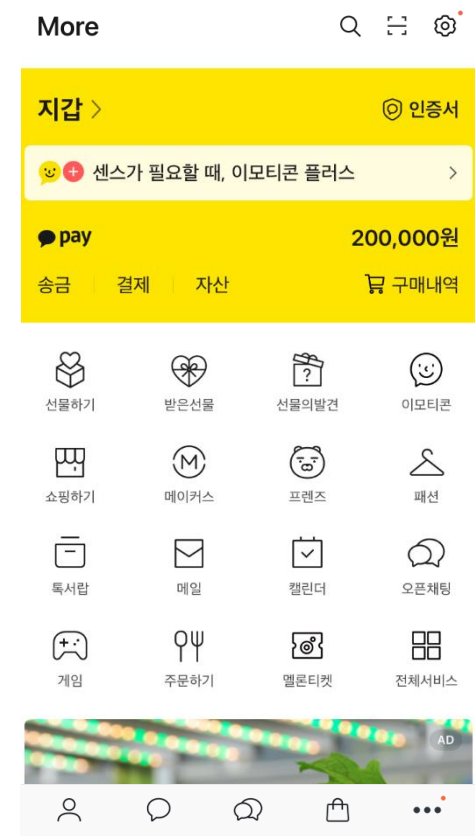 More
지갑
인증서
센스가 필요할 때, 이모티콘 플러스
pay 200,000원
송금 결제 자산 구매내역
선물하기 받은선물 선물의발견 이모티콘
?
쇼핑하기 메이커스 프렌즈 패션
M
톡서랍 메일 캘린더 오픈채팅
게임 주문하기 멜론티켓 전체서비스
AD